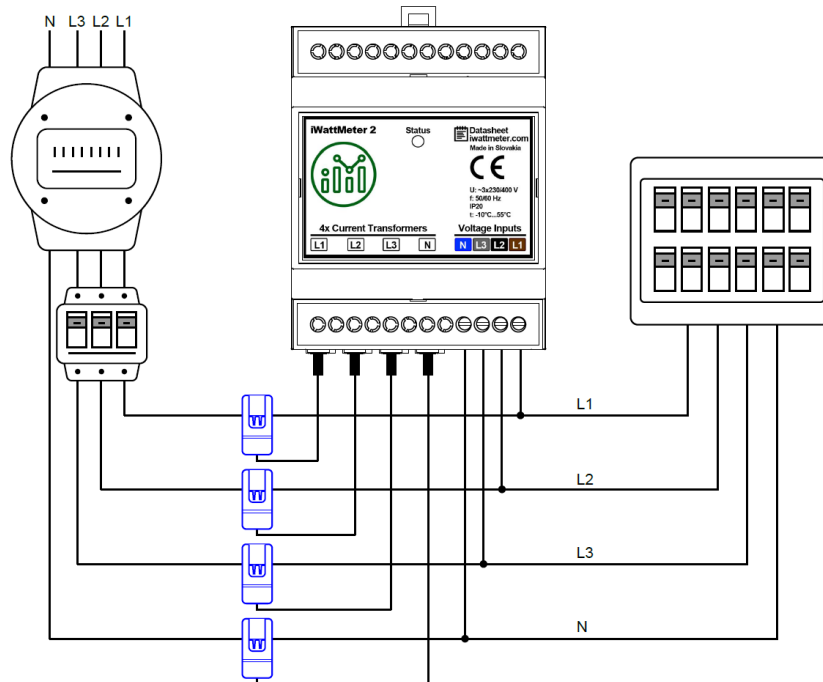 N L3 L2 L1
iWattMeter 2
Status
Datasheet
iwattmeter.com
Made in Slovakia
CE
U: ~3x230/400 V
f: 50/60 Hz
IP20
t: -10°C...55°C
4x Current Transformers
Voltage Inputs
L1 L2 L3 N
N L3 L2 L1
L1
L2
L3
N